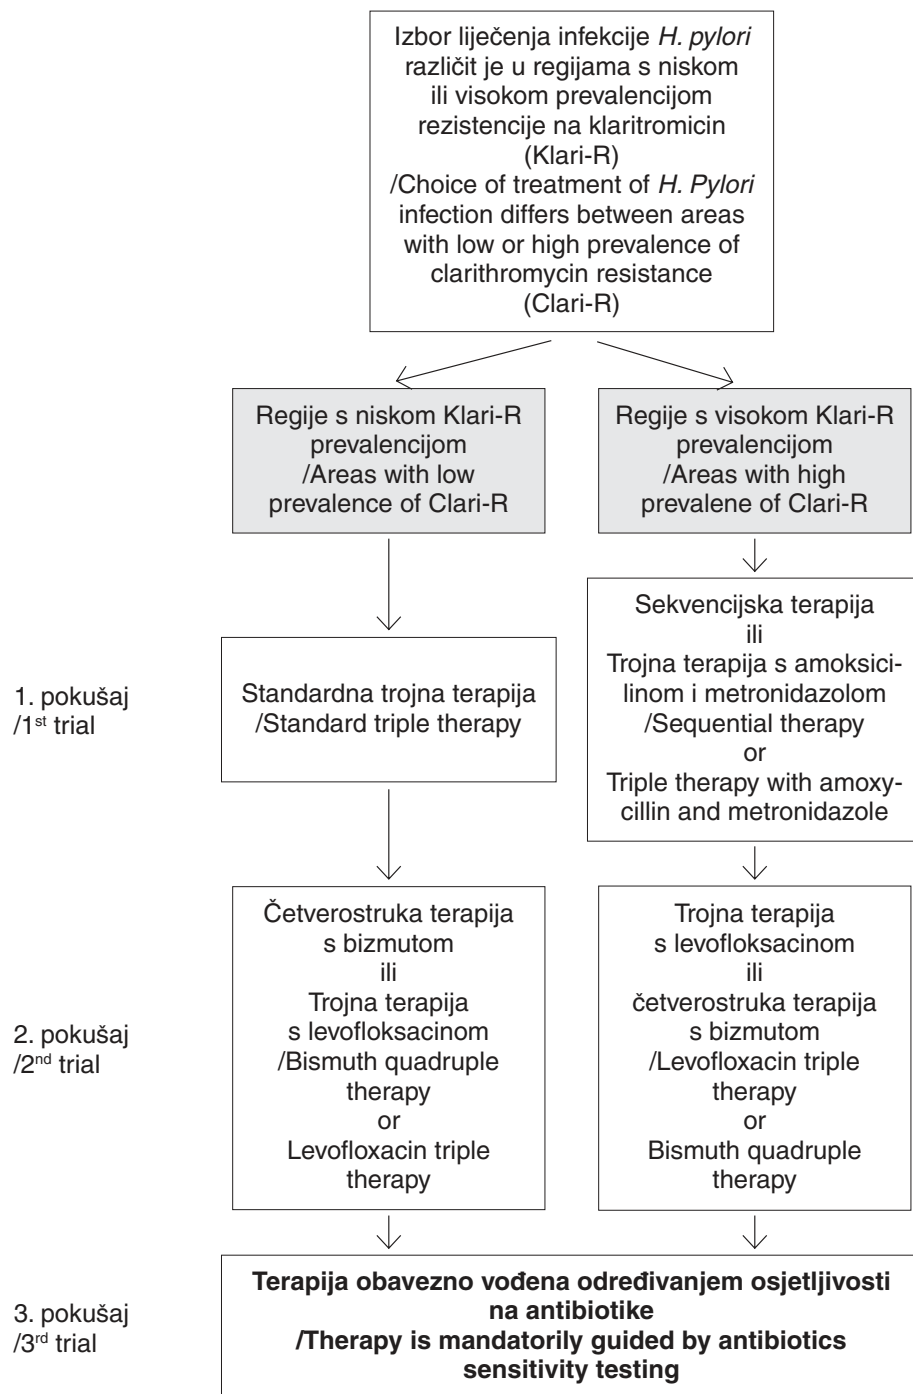 Izbor liječenja infekcije H. pylori
različit je u regijama s niskom
ili visokom prevalencijom
rezistencije na klaritromicin
(Klari-R)
/Choice of treatment of H. Pylori
infection differs between areas
with low or high prevalence of
clarithromycin resistance
(Clari-R)
Regije s niskom Klari-R
prevalencijom
/Areas with low
prevalence of Clari-R
Regije s visokom Klari-R
prevalencijom
/Areas with high
prevalene of Clari-R
1. pokušaj
/1st trial
Standardna trojna terapija
/Standard triple therapy
Sekvencijska terapija
ili
Trojna terapija s amoksici-
linom i metronidazolom
/Sequential therapy
or
Triple therapy with amoxy-
cillin and metronidazole
2. pokušaj
/2nd trial
Četverostruka terapija
s bizmutom
ili
Trojna terapija
s levofloksacinom
/Bismuth quadruple
therapy
or
Levofloxacin triple
therapy
Trojna terapija
s levofloksacinom
ili
četverostruka terapija
s bizmutom
/Levofloxacin triple
therapy
or
Bismuth quadruple
therapy
3. pokušaj
/3rd trial
Terapija obavezno vođena određivanjem osjetljivosti
na antibiotike
/Therapy is mandatorily guided by antibiotics
sensitivity testing